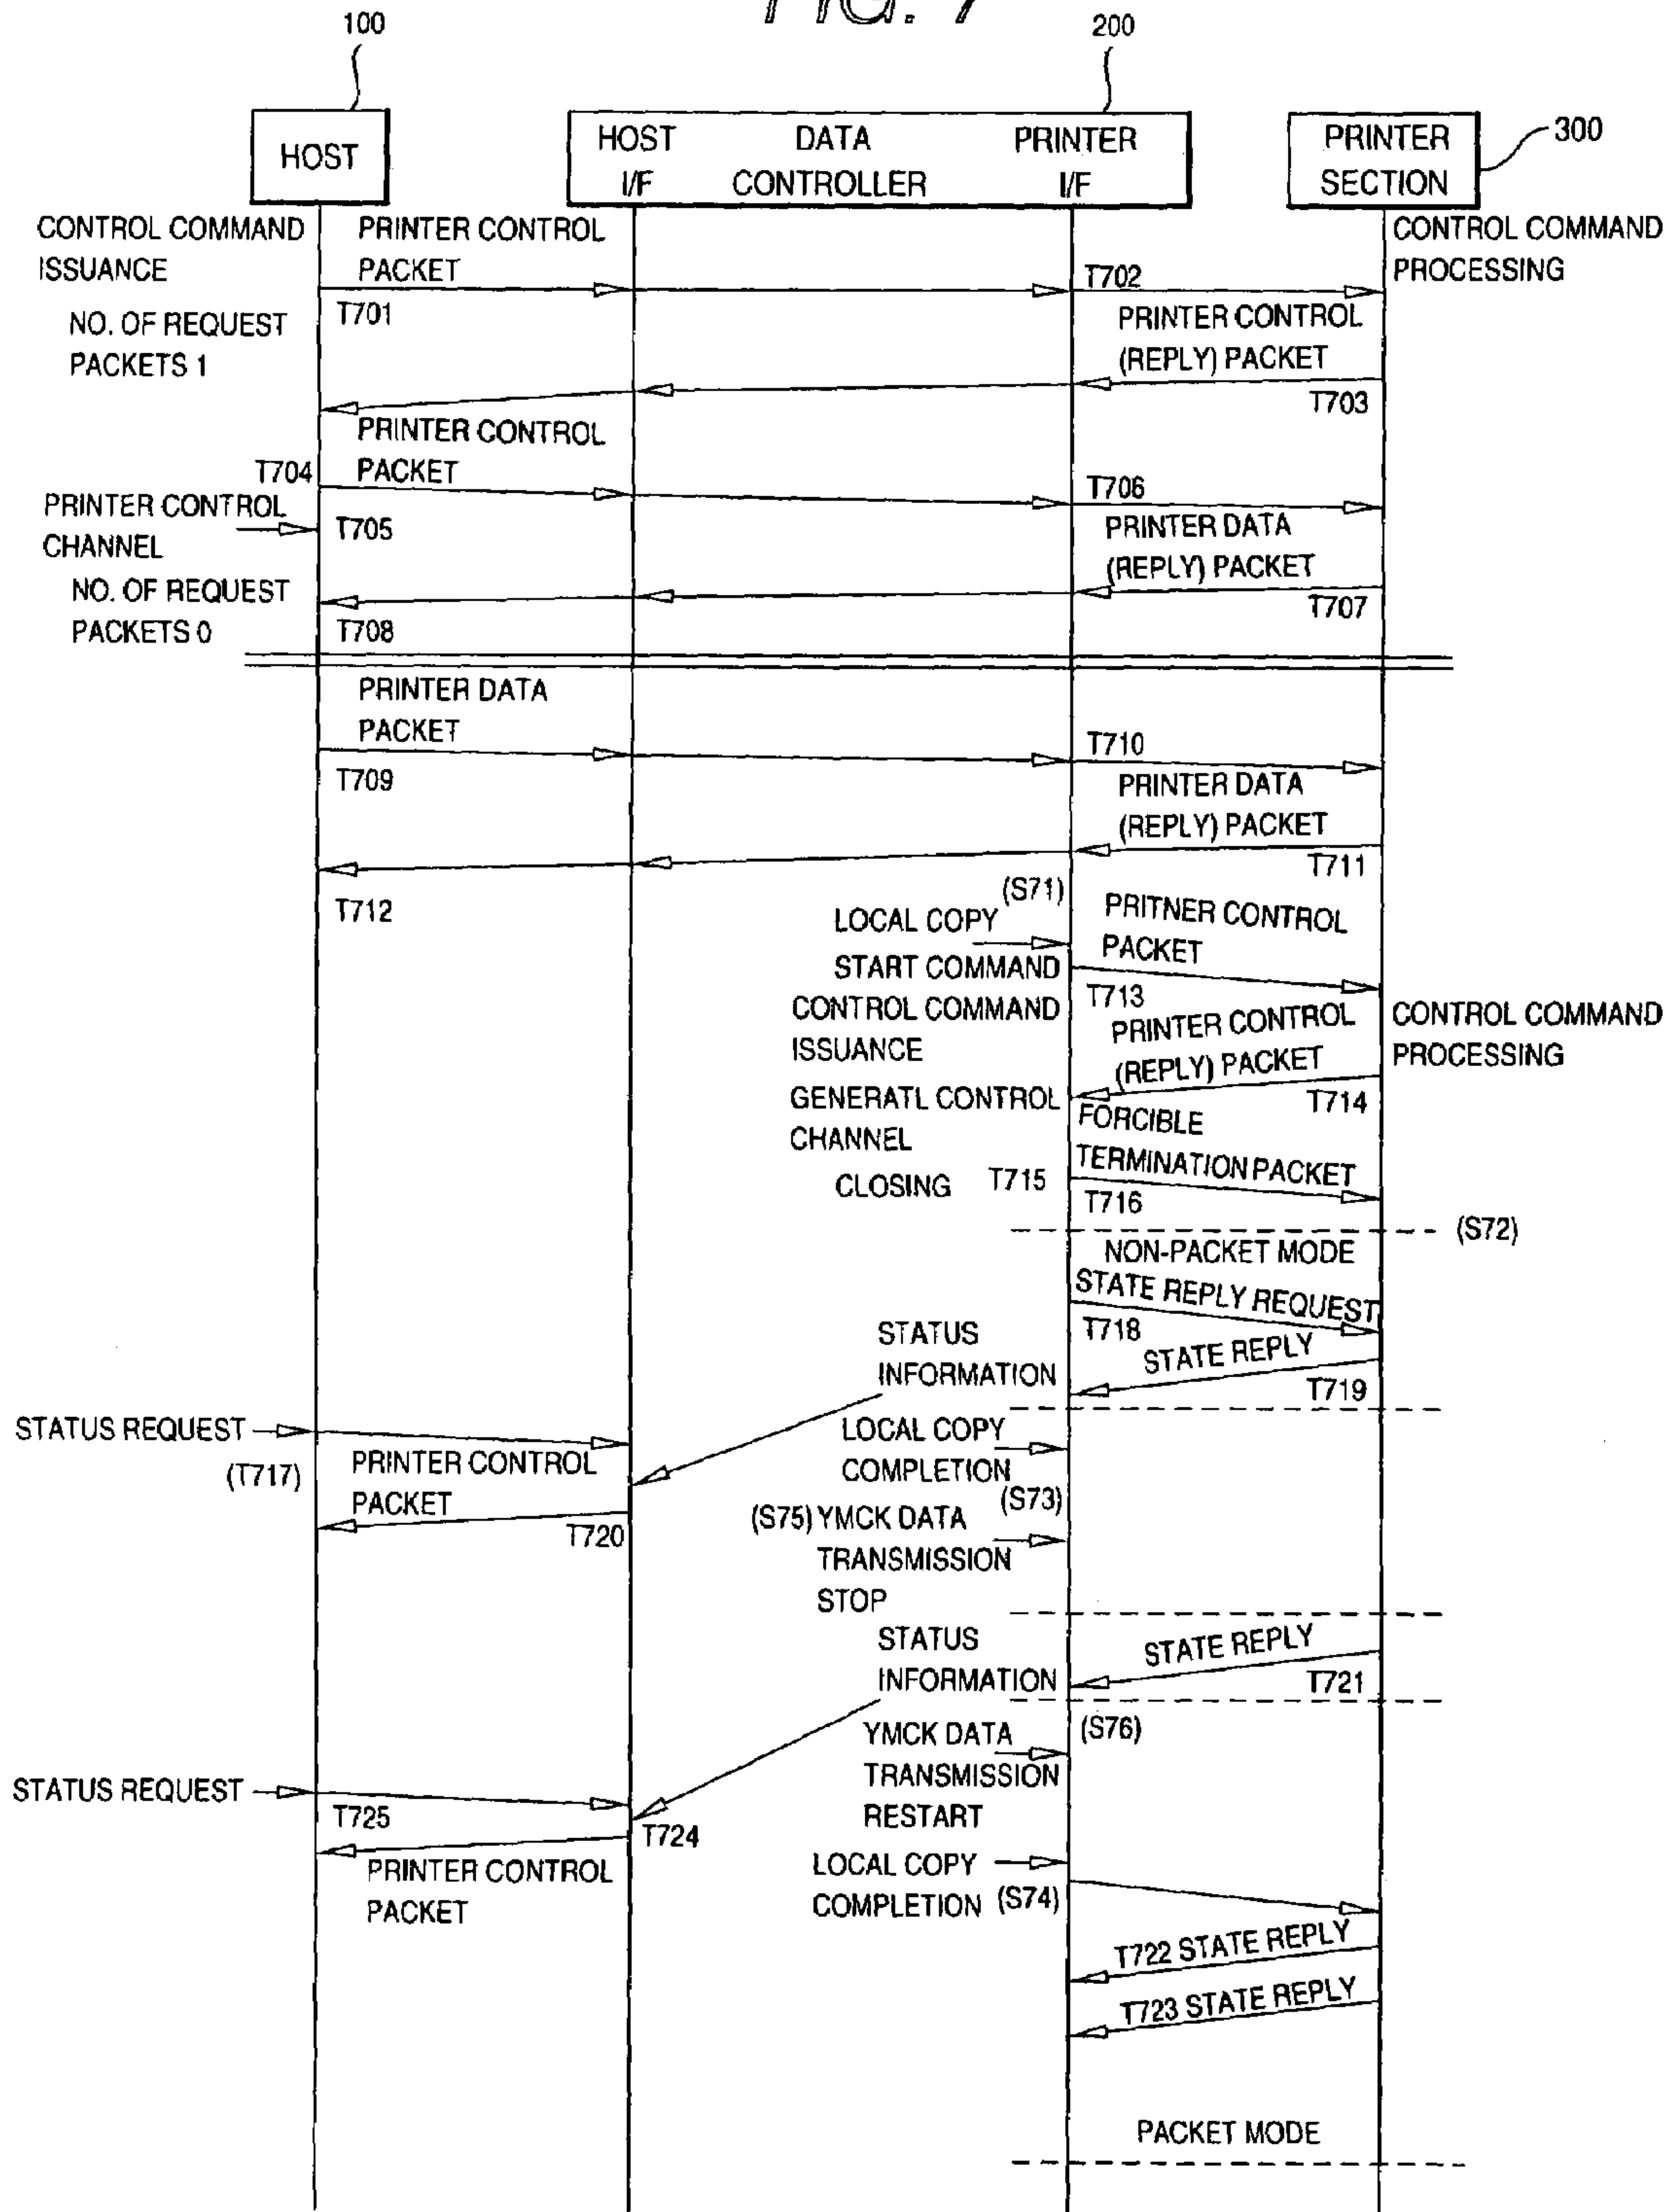 FIG. 7
100
200
HOST
HOST I/F
DATA CONTROLLER
PRINTER I/F
PRINTER SECTION
300
CONTROL COMMAND
ISSUANCE
PRINTER CONTROL
PACKET
CONTROL COMMAND
PROCESSING
T701
T702
NO. OF REQUEST
PACKETS 1
PRINTER CONTROL
(REPLY) PACKET
T703
PRINTER CONTROL
PACKET
T704
PRINTER CONTROL
CHANNEL
T705
T706
PRINTER DATA
(REPLY) PACKET
NO. OF REQUEST
PACKETS 0
T707
T708
PRINTER DATA
PACKET
T709
T710
PRINTER DATA
(REPLY) PACKET
T711
T712
(S71)
LOCAL COPY
START COMMAND
PRITNER CONTROL
PACKET
T713
CONTROL COMMAND
ISSUANCE
PRINTER CONTROL
(REPLY) PACKET
CONTROL COMMAND
PROCESSING
T714
GENERATL CONTROL
CHANNEL
CLOSING
T715
FORCIBLE
TERMINATION PACKET
T716
(S72)
NON-PACKET MODE
STATE REPLY REQUEST
T718
STATE REPLY
T719
STATUS
INFORMATION
STATUS REQUEST
(T717)
PRINTER CONTROL
PACKET
T720
LOCAL COPY
COMPLETION
(S73)
(S75) YMCK DATA
TRANSMISSION
STOP
STATUS
INFORMATION
STATE REPLY
T721
(S76)
YMCK DATA
TRANSMISSION
RESTART
STATUS REQUEST
T725
T724
PRINTER CONTROL
PACKET
LOCAL COPY
COMPLETION (S74)
T722 STATE REPLY
T723 STATE REPLY
PACKET MODE